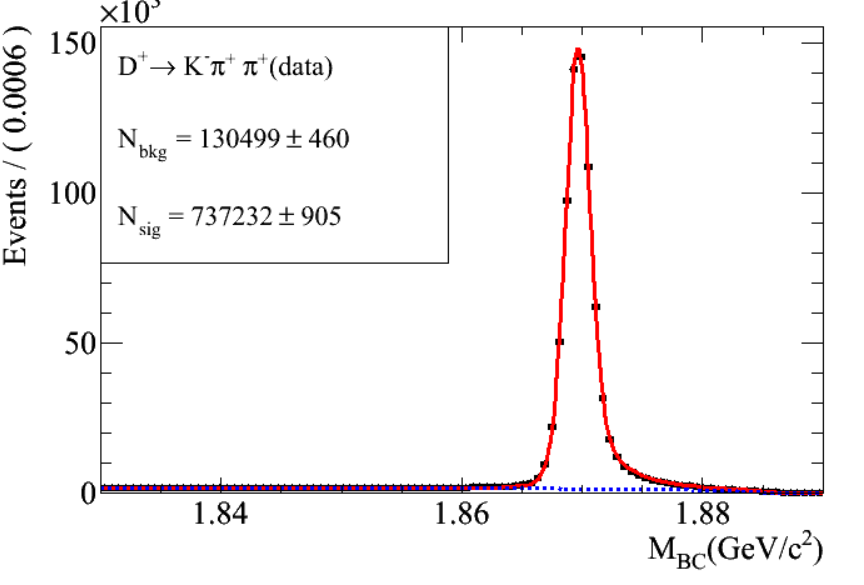 ×10³
Events / ( 0.0006 )
150
100
50
0
D⁺→ K⁻π⁺ π⁺(data)
N_bkg = 130499 ± 460
N_sig = 737232 ± 905
1.84 1.86 1.88
M_BC(GeV/c²)